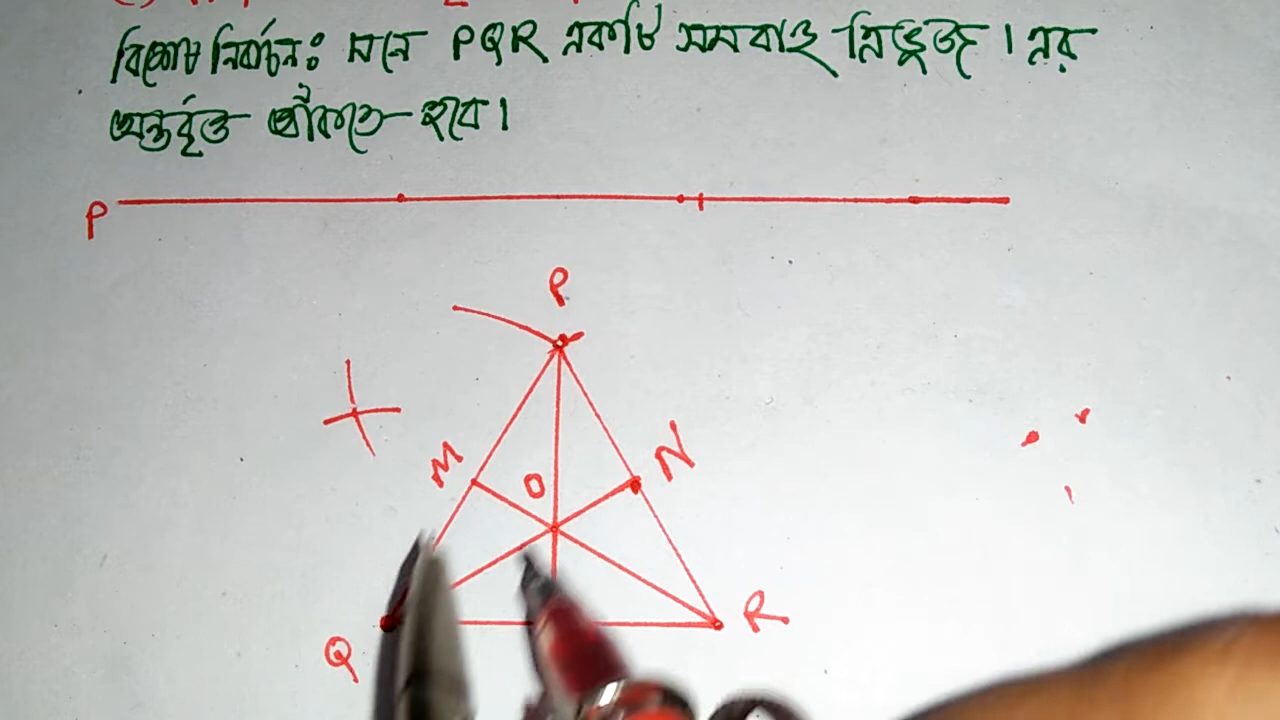 বিশেষ নির্বচন: মনে PQR একটি সমবাহু ত্রিভুজ। এর
অন্তর্বৃত্ত আঁকতে হবে।
P
P
M
N
O
Q
R